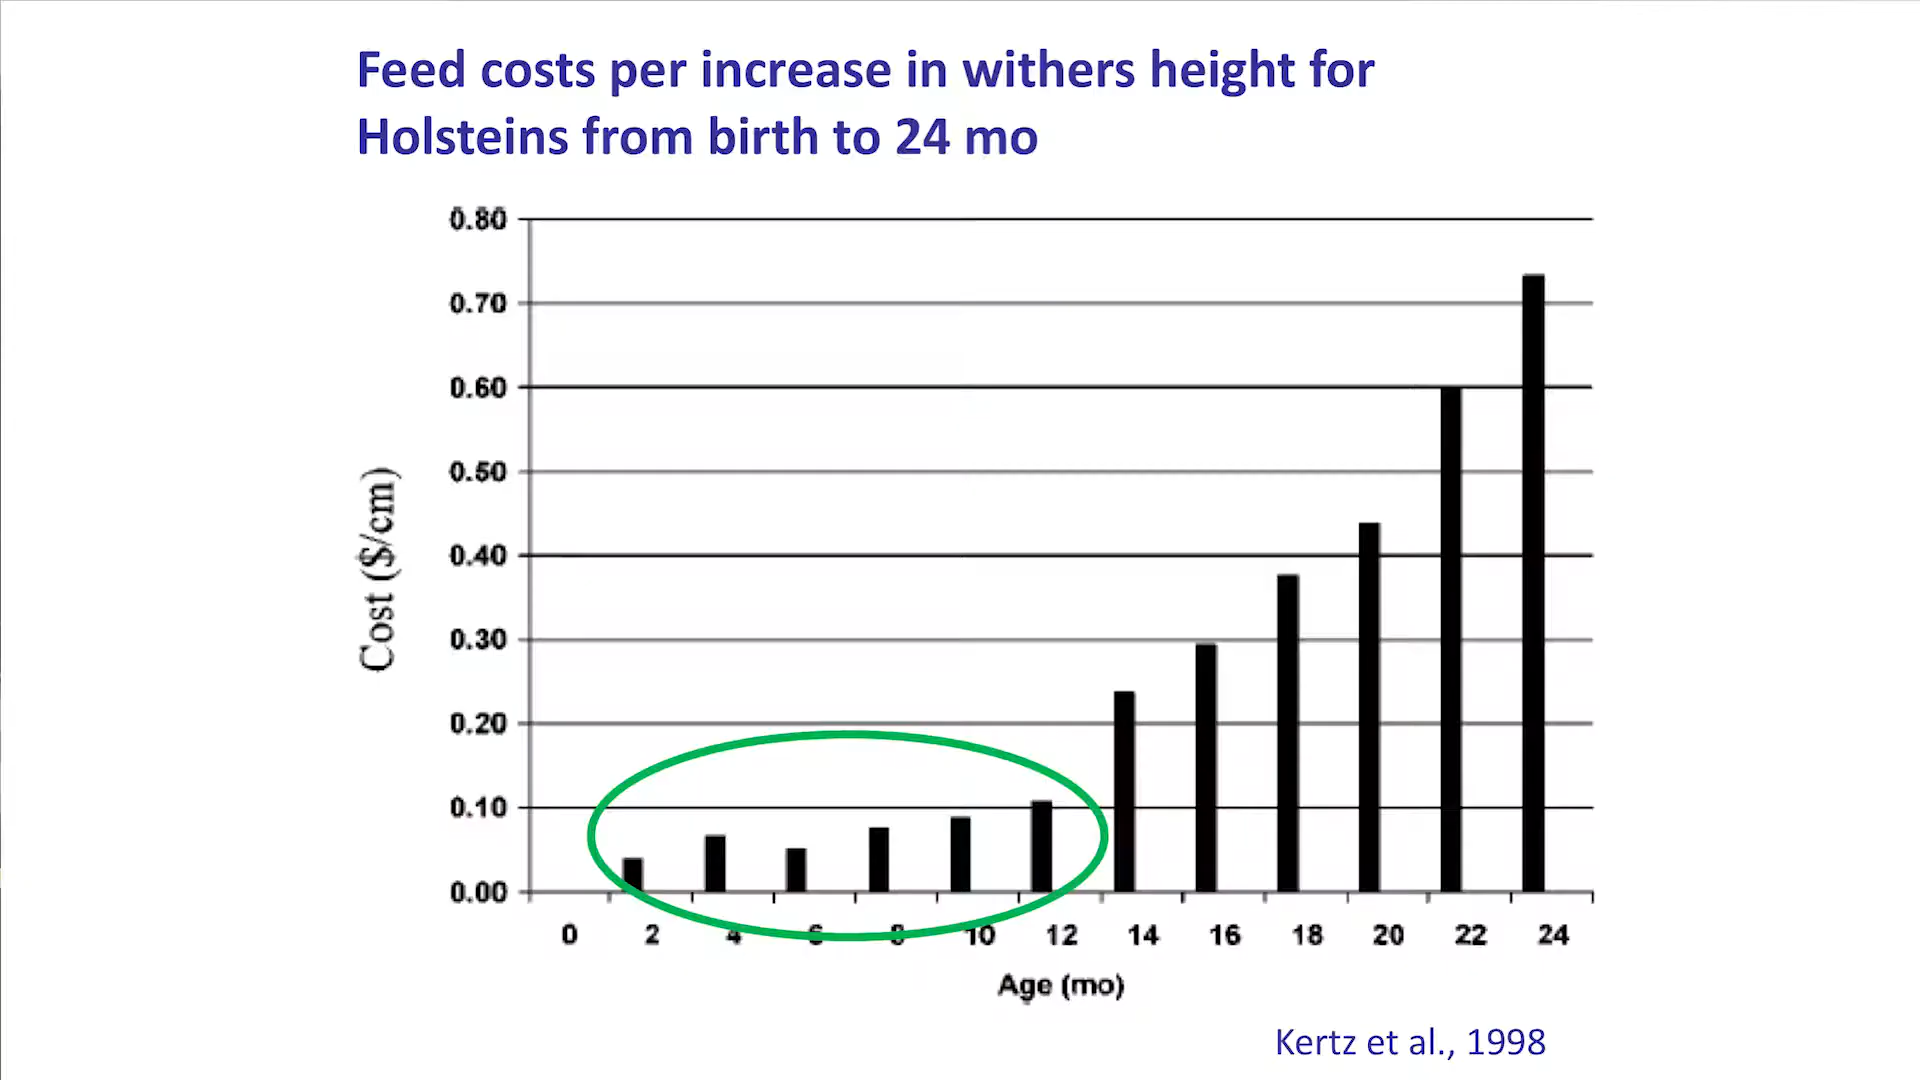 Feed costs per increase in withers height for
Holsteins from birth to 24 mo
0.80
0.70
0.60
0.50
0.40
0.30
0.20
0.10
0.00
Cost ($/cm)
0 2 4 6 8 10 12 14 16 18 20 22 24
Age (mo)
Kertz et al., 1998